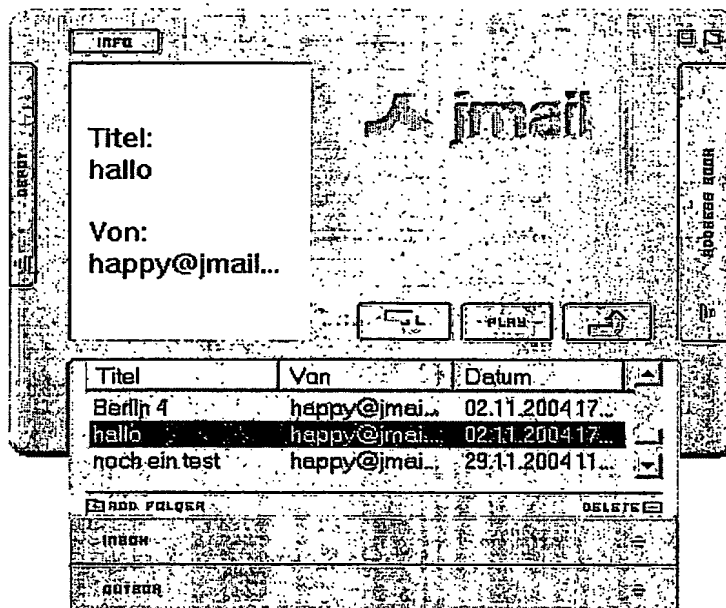 INFO
Titel:
hallo
Von:
happy@jmail...
jmail
DEPOT
ADDRESS BOOK
PLAY
Titel Von Datum
Berlin 4 happy@jmai... 02.11.2004 17...
hallo happy@jmai... 02.11.2004 17...
noch ein test happy@jmai... 29.11.2004 11...
ADD FOLDER DELETE
INBOX
OUTBOX